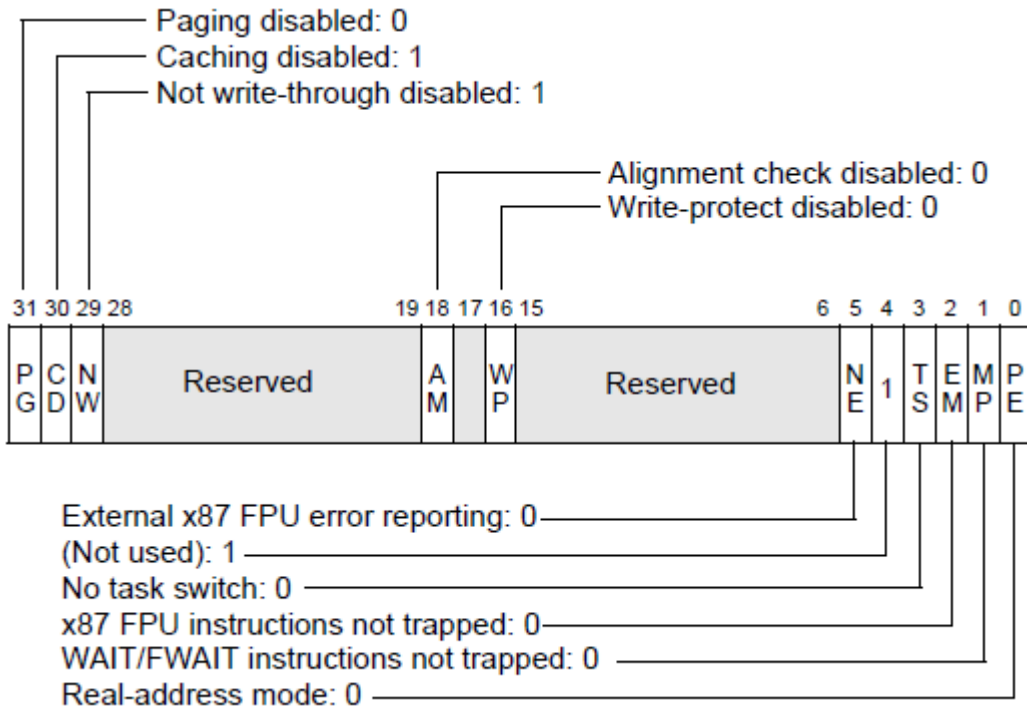 Paging disabled: 0
Caching disabled: 1
Not write-through disabled: 1
Alignment check disabled: 0
Write-protect disabled: 0
31 30 29 28 19 18 17 16 15 6 5 4 3 2 1 0
P G C D N W Reserved A M W P Reserved N E 1 T S E M M P P E
External x87 FPU error reporting: 0
(Not used): 1
No task switch: 0
x87 FPU instructions not trapped: 0
WAIT/FWAIT instructions not trapped: 0
Real-address mode: 0